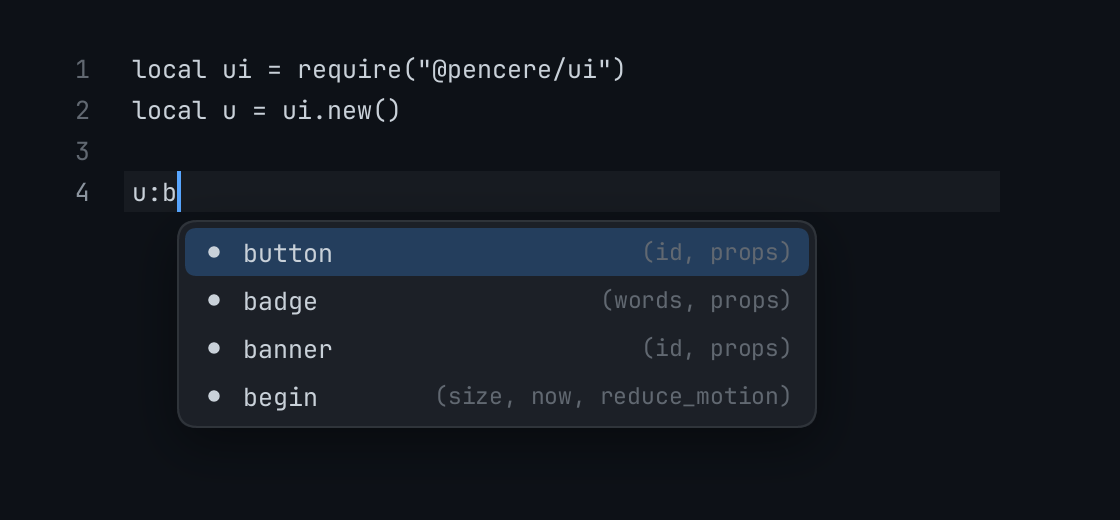 1 local ui = require("@pencere/ui")
2 local u = ui.new()
3
4 u:b
button (id, props)
badge (words, props)
banner (id, props)
begin (size, now, reduce_motion)